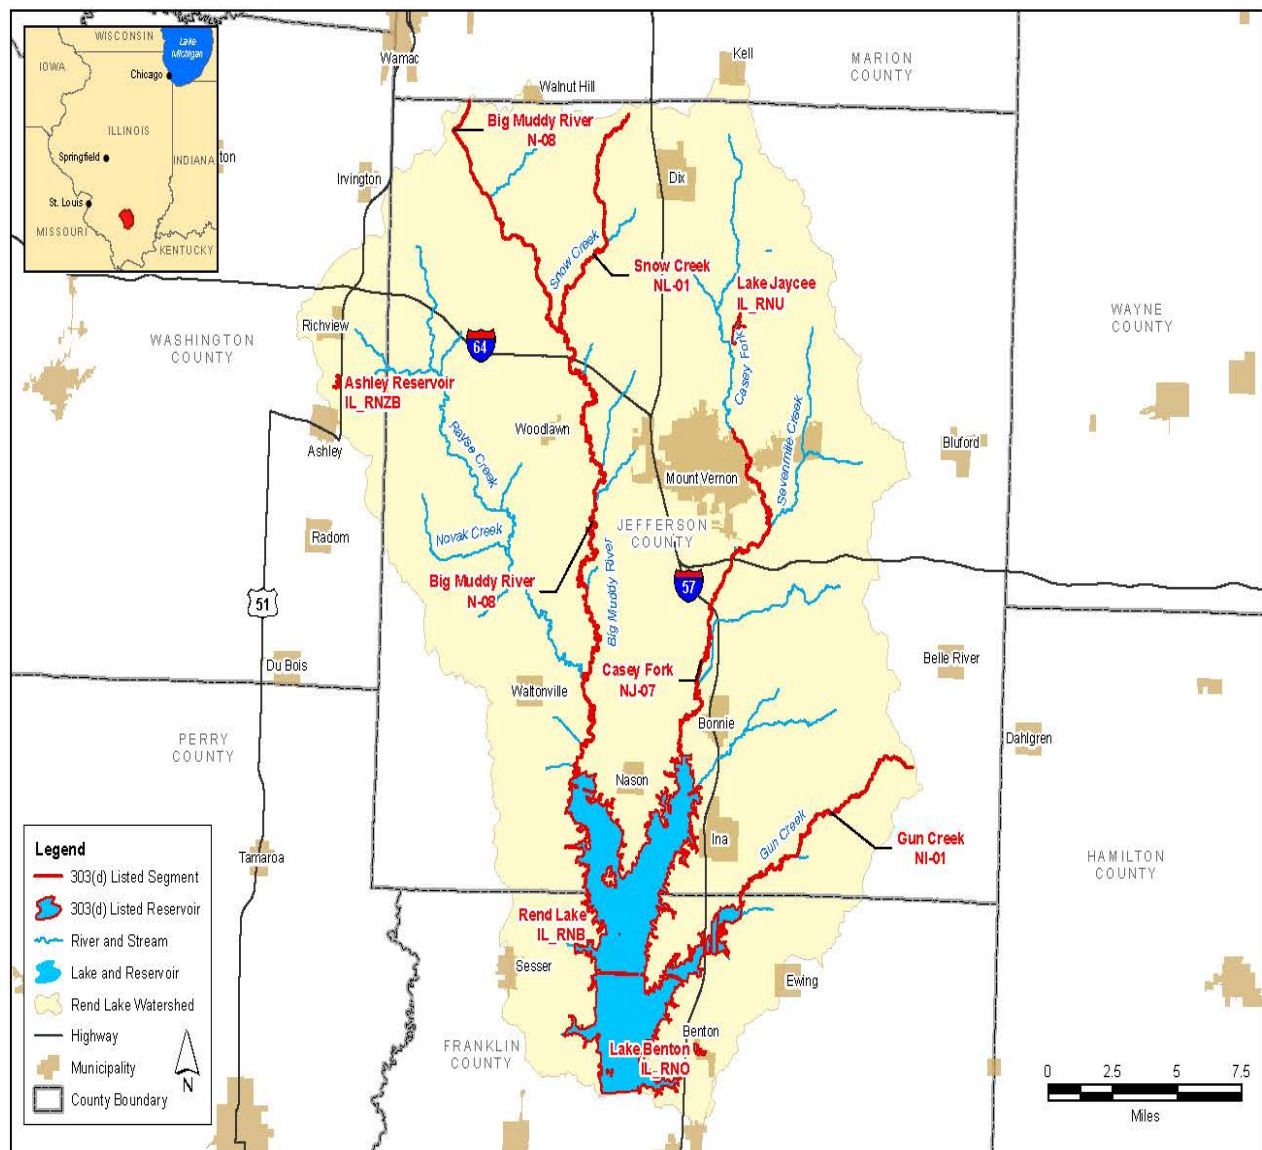 WISCONSIN
Lake
Michigan
IOWA
Chicago
ILLINOIS
INDIANA
Springfield
St. Louis
MISSOURI
KENTUCKY
ton
Wamac
Kell
MARION
COUNTY
Walnut Hill
Big Muddy River
N-08
Irvington
Dix
Snow Creek
Snow Creek
NL-01
Lake Jaycee
IL_RNU
WAYNE
COUNTY
Richview
WASHINGTON
COUNTY
64
Casey Fork
Ashley Reservoir
IL_RNZB
Ashley
Rayse Creek
Woodlawn
Sevenmile Creek
Bluford
Mount Vernon
Radom
Novak Creek
JEFFERSON
COUNTY
Big Muddy River
N-08
Big Muddy River
57
51
Du Bois
Waltonville
Casey Fork
NJ-07
Belle River
Bonnie
Dahlgren
PERRY
COUNTY
Nason
Ina
Gun Creek
Gun Creek
NI-01
Tamaroa
HAMILTON
COUNTY
Rend Lake
IL_RNB
Sesser
Ewing
FRANKLIN
COUNTY
Benton
Lake Benton
IL_RNO
Legend
303(d) Listed Segment
303(d) Listed Reservoir
River and Stream
Lake and Reservoir
Rend Lake Watershed
Highway
Municipality
County Boundary
N
0 2.5 5 7.5
Miles